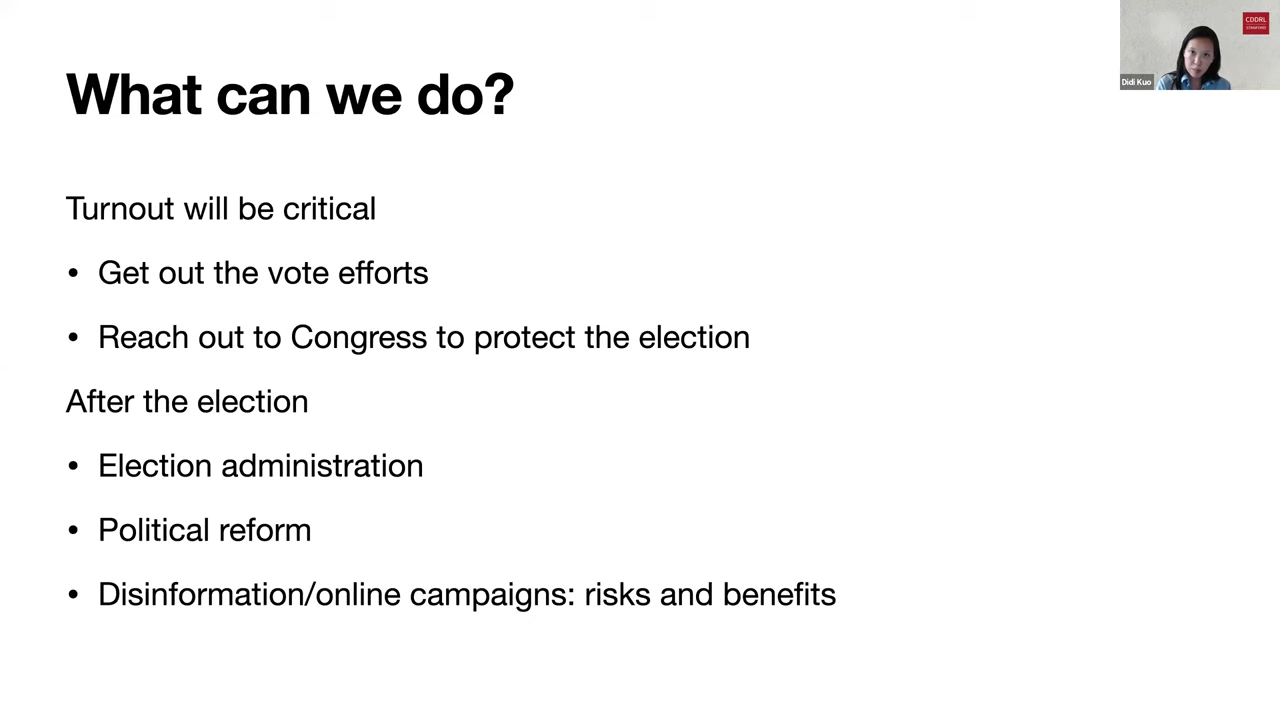 What can we do?
Turnout will be critical
• Get out the vote efforts
• Reach out to Congress to protect the election
After the election
• Election administration
• Political reform
• Disinformation/online campaigns: risks and benefits
CDDRL
STANFORD
Didi Kuo